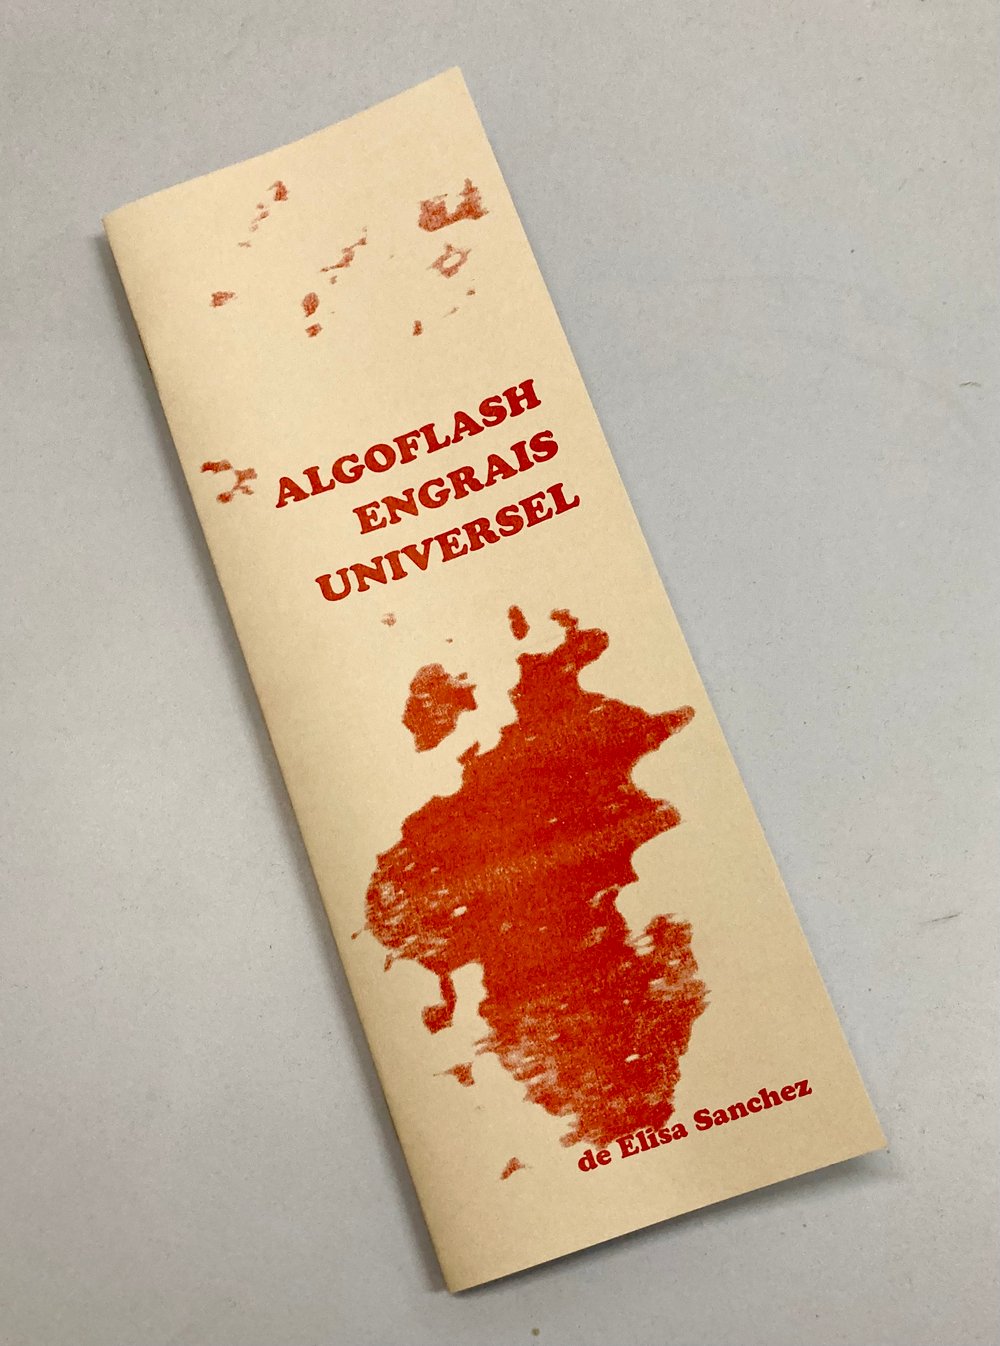 ALGOFLASH
ENGRAIS
UNIVERSEL
de Elisa Sanchez